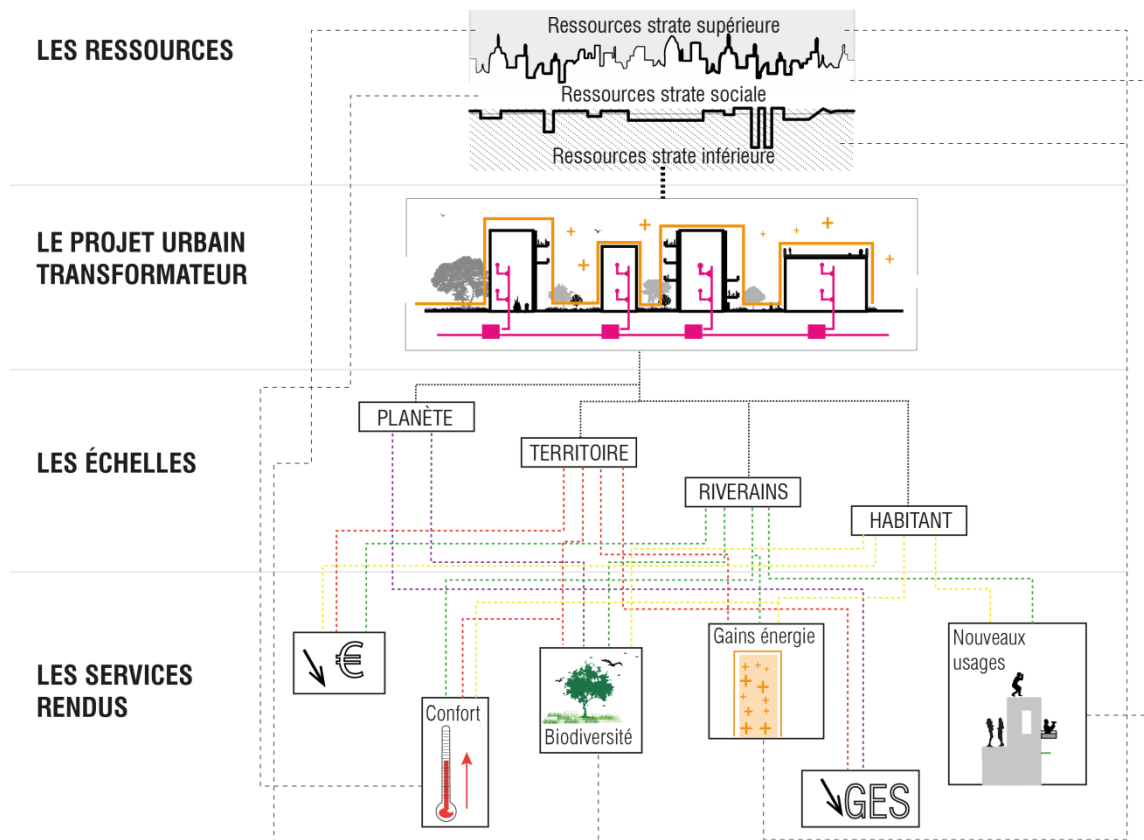 LES RESSOURCES
Ressources strate supérieure
Ressources strate sociale
Ressources strate inférieure
LE PROJET URBAIN
TRANSFORMATEUR
LES ÉCHELLES
PLANÈTE
TERRITOIRE
RIVERAINS
HABITANT
LES SERVICES
RENDUS
€
Confort
Biodiversité
Gains énergie
GES
Nouveaux
usages